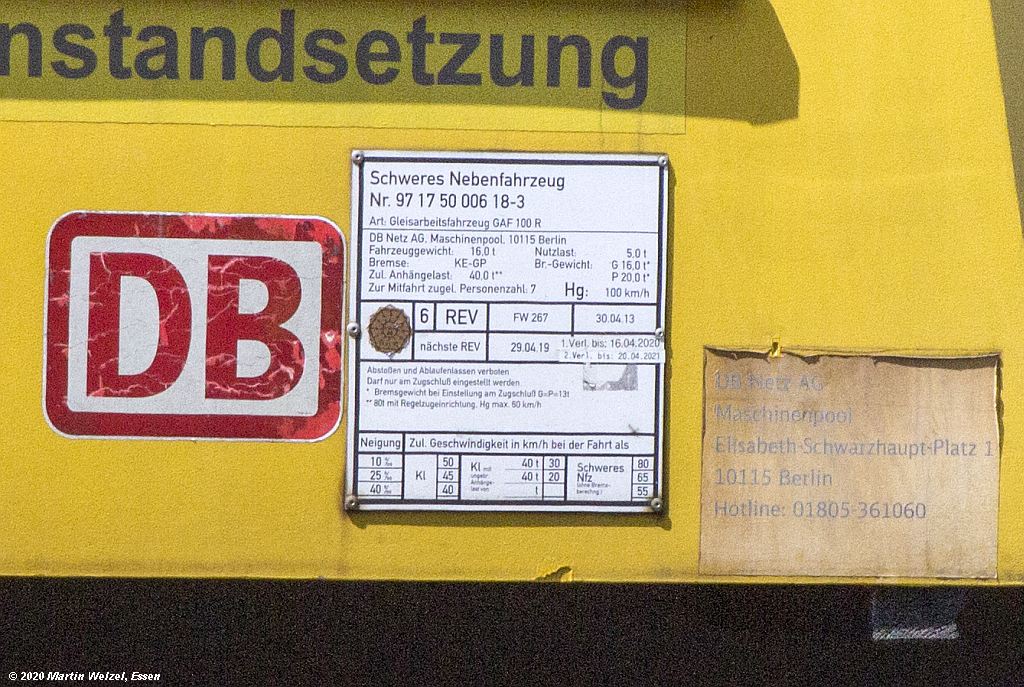 nstandsetzung
DB
Schweres Nebenfahrzeug
Nr. 97 17 50 006 18-3
Art: Gleisarbeitsfahrzeug GAF 100 R
DB Netz AG, Maschinenpool, 10115 Berlin
Fahrzeuggewicht: 16,0 t Nutzlast: 5,0 t
Bremse: KE-GP Br.-Gewicht: G 16,0 t*
Zul. Anhängelast: 40,0 t** P 20,0 t*
Zur Mitfahrt zugel. Personenzahl: 7 Hg: 100 km/h
6 REV FW 267 30.04.13
nächste REV 29.04.19 1.Verl. bis: 16.04.2020
2.Verl. bis: 20.04.2021
Abstoßen und Ablaufenlassen verboten
Darf nur am Zugschluß eingestellt werden
* Bremsgewicht bei Einstellung am Zugschluß G=P=13t
** 80t mit Regelzugeinrichtung, Hg max. 60 km/h
Neigung Zul. Geschwindigkeit in km/h bei der Fahrt als
10 ‰ 50 Kl mit 40 t 30 Schweres 80
25 ‰ Kl 45 ungebr. Anhängelast von 40 t 20 Nfz 65
40 ‰ 40 t 55
DB Netz AG
Maschinenpool
Elisabeth-Schwarzhaupt-Platz 1
10115 Berlin
Hotline: 01805-361060
© 2020 Martin Welzel, Essen